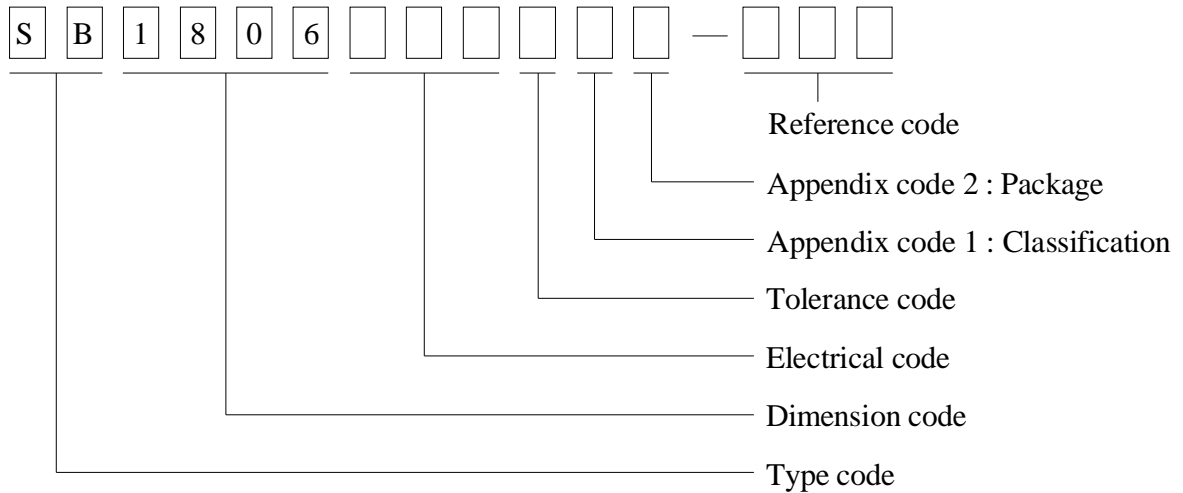 S B 1 8 0 6 □ □ □ □ □ □ — □ □ □
Reference code
Appendix code 2 : Package
Appendix code 1 : Classification
Tolerance code
Electrical code
Dimension code
Type code